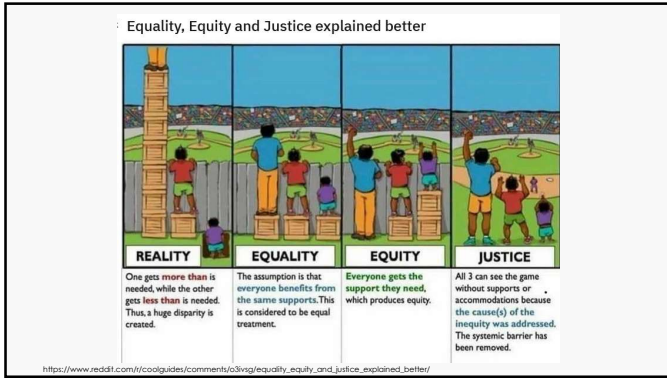 Equality, Equity and Justice explained better
REALITY
One gets more than is
needed, while the other
gets less than is needed.
Thus, a huge disparity is
created.
EQUALITY
The assumption is that
everyone benefits from
the same supports. This
is considered to be equal
treatment.
EQUITY
Everyone gets the
support they need,
which produces equity.
JUSTICE
All 3 can see the game
without supports or
accommodations because
the cause(s) of the
inequity was addressed.
The systemic barrier has
been removed.
https://www.reddit.com/r/coolguides/comments/o3ivsg/equality_equity_and_justice_explained_better/